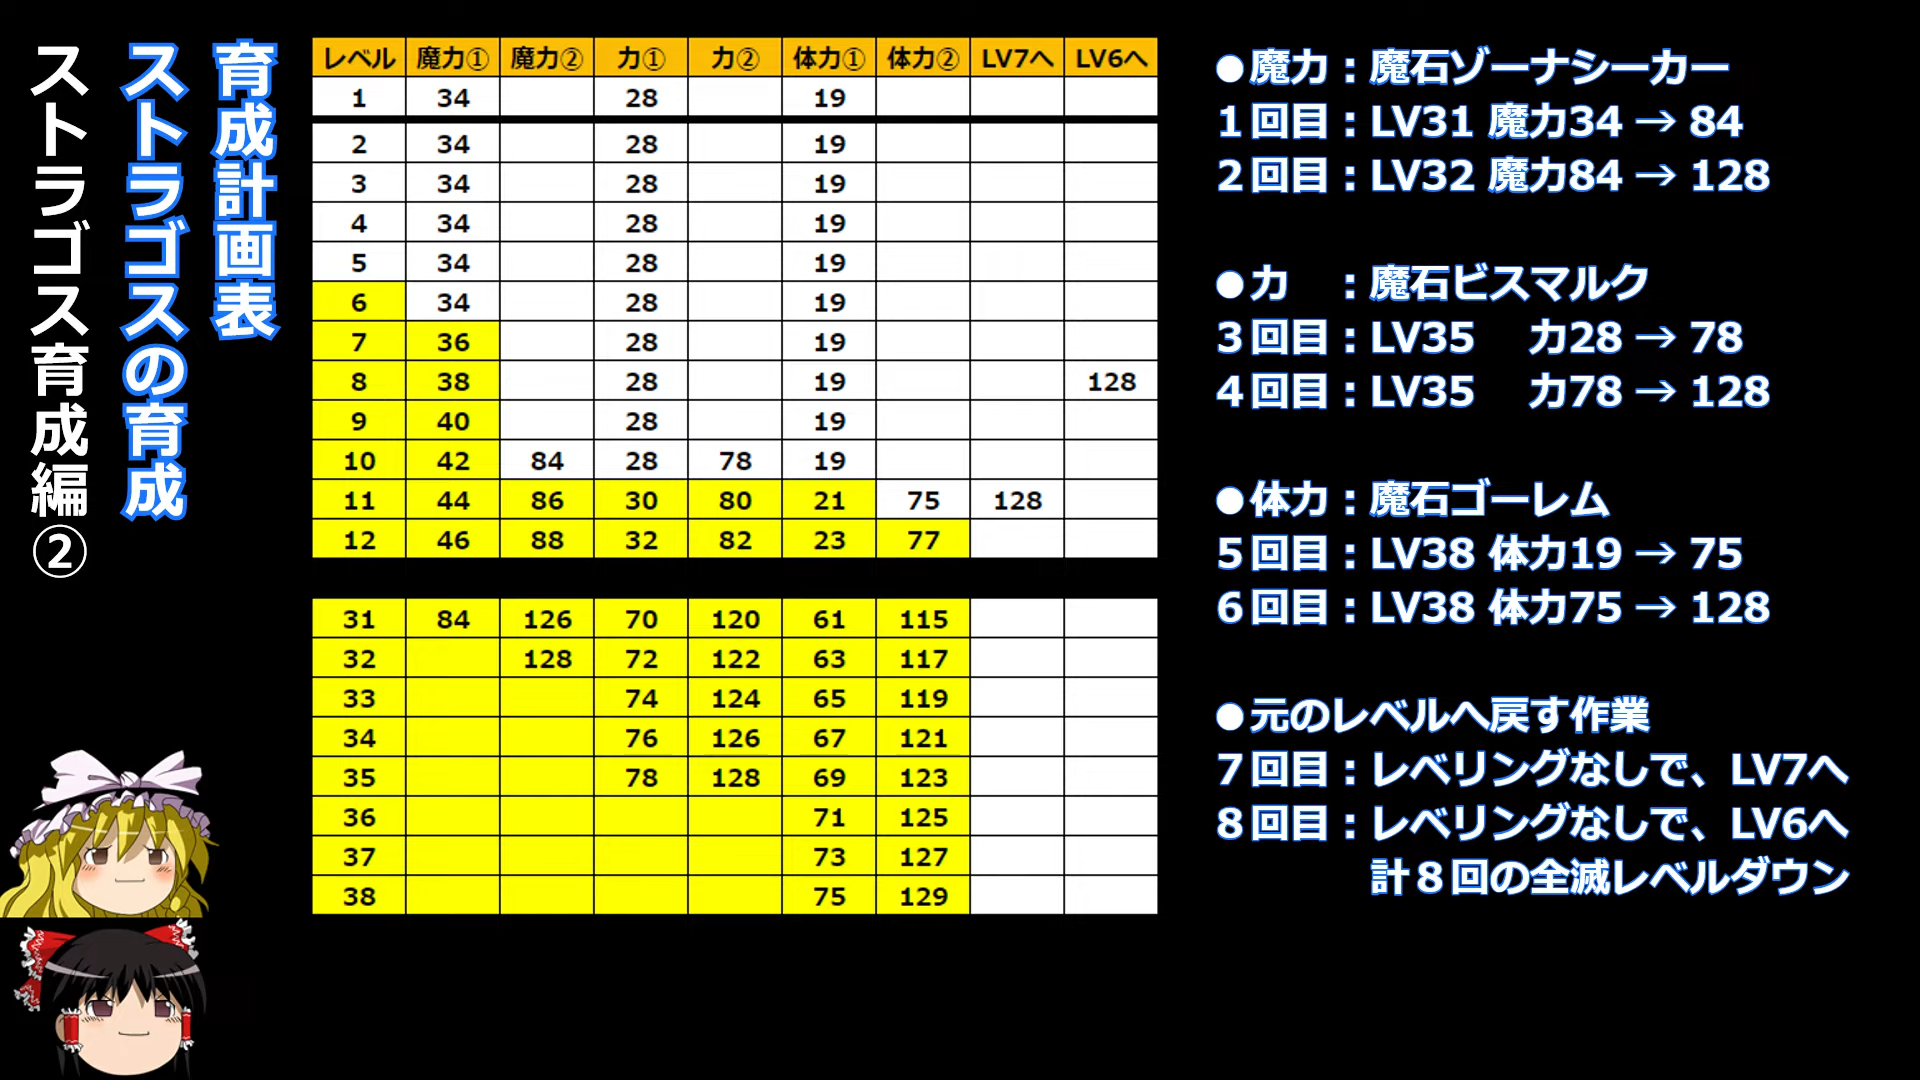 育成計画表
ストラゴスの育成
ストラゴス育成編②
レベル 魔力① 魔力② 力① 力② 体力① 体力② LV7へ LV6へ
1 34 28 19
2 34 28 19
3 34 28 19
4 34 28 19
5 34 28 19
6 34 28 19
7 36 28 19
8 38 28 19 128
9 40 28 19
10 42 84 28 78 19
11 44 86 30 80 21 75 128
12 46 88 32 82 23 77
31 84 126 70 120 61 115
32 128 72 122 63 117
33 74 124 65 119
34 76 126 67 121
35 78 128 69 123
36 71 125
37 73 127
38 75 129
●魔力：魔石ゾーナシーカー
１回目：LV31 魔力34 → 84
２回目：LV32 魔力84 → 128
●力　：魔石ビスマルク
３回目：LV35　力28 → 78
４回目：LV35　力78 → 128
●体力：魔石ゴーレム
５回目：LV38 体力19 → 75
６回目：LV38 体力75 → 128
●元のレベルへ戻す作業
７回目：レベリングなしで、LV7へ
８回目：レベリングなしで、LV6へ
計８回の全滅レベルダウン